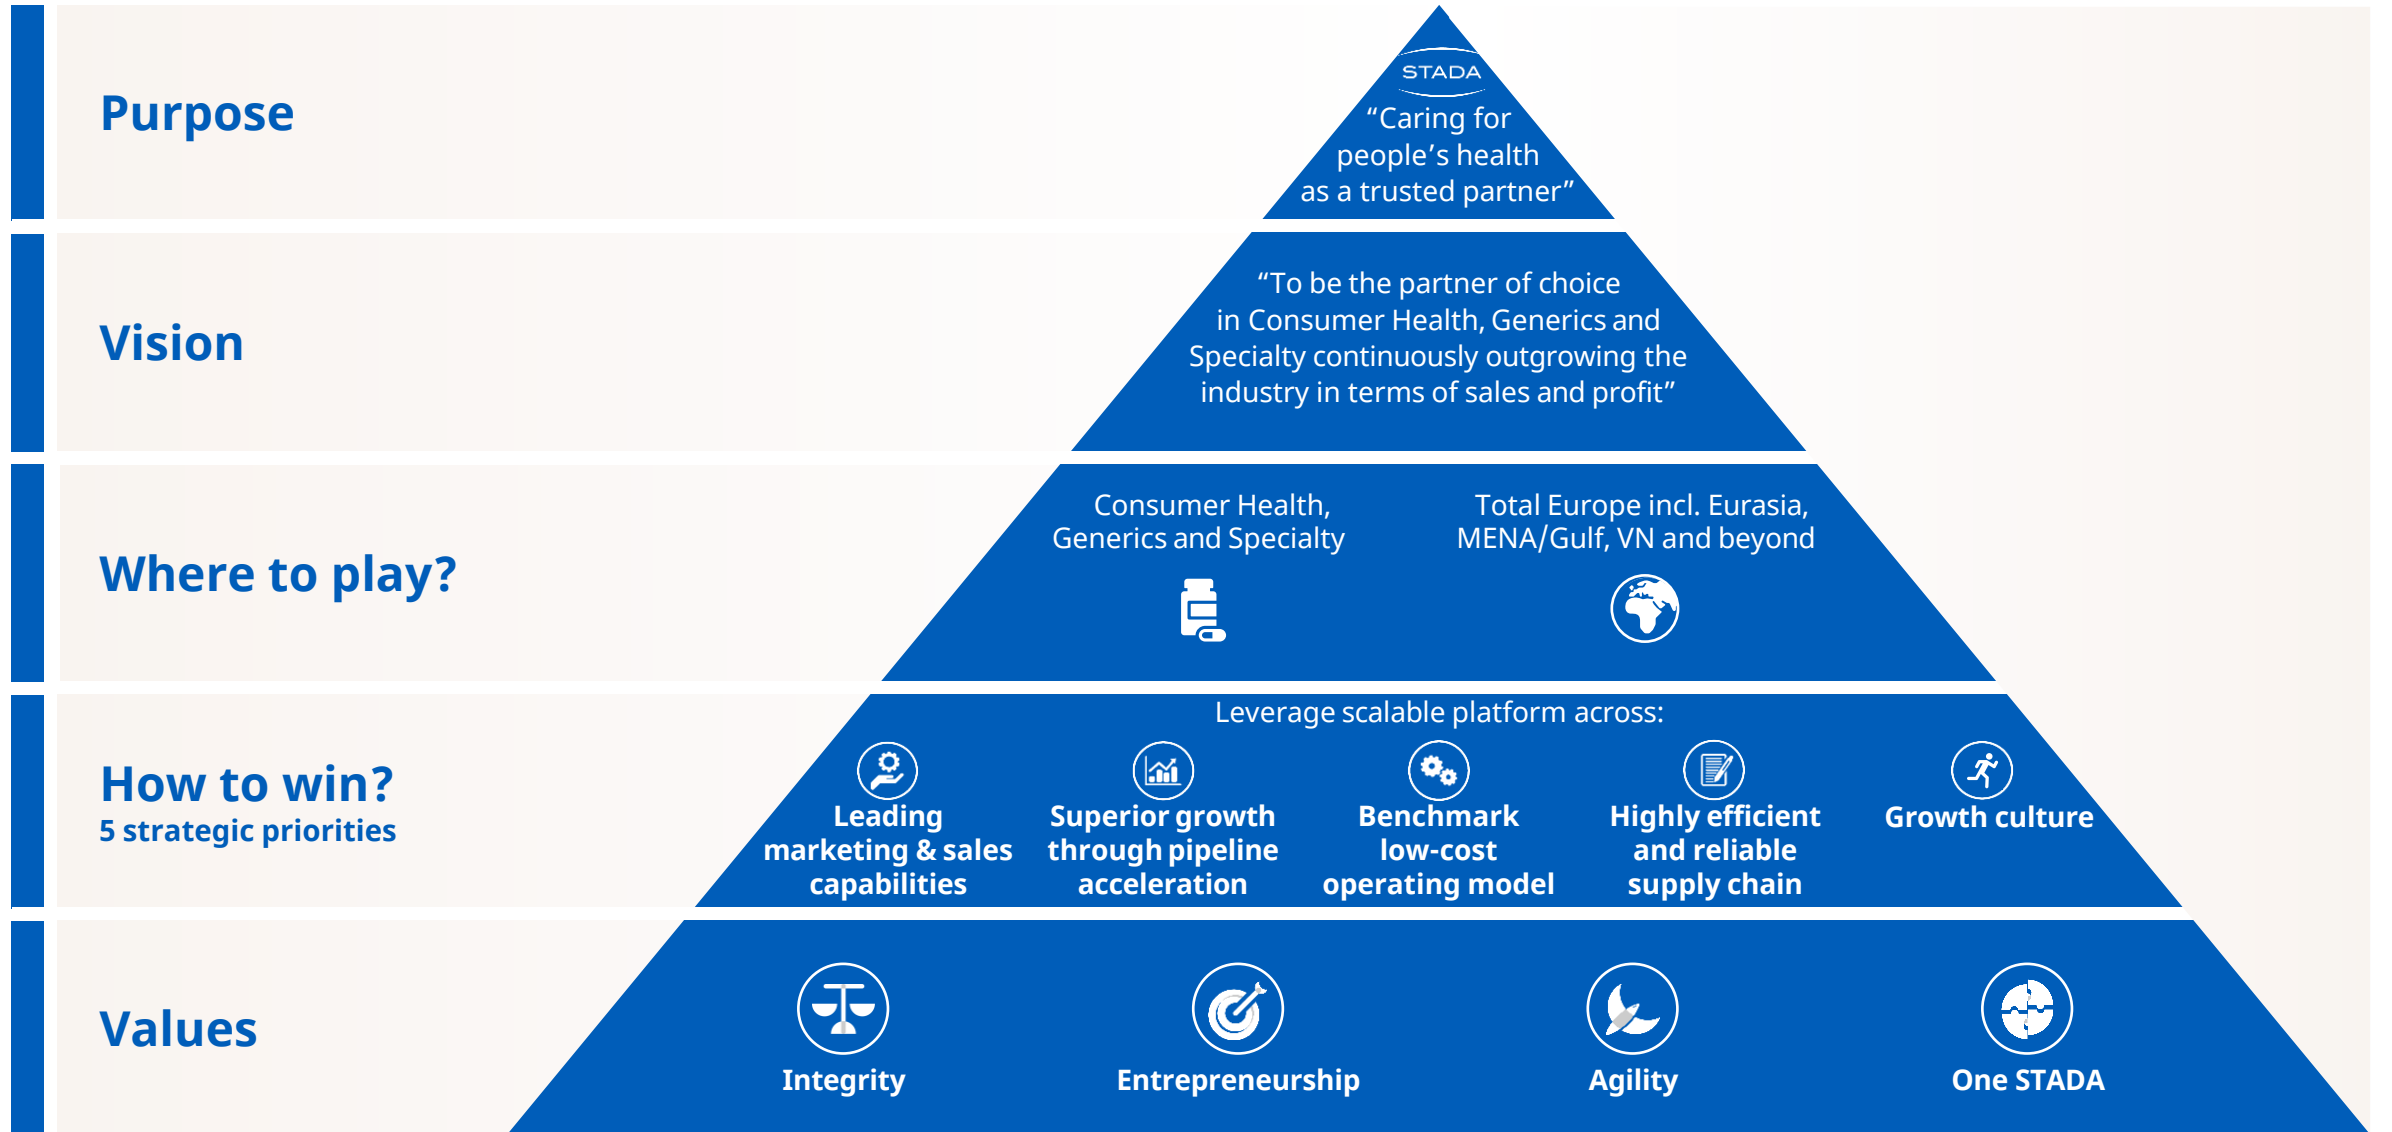 Purpose
STADA
“Caring for
people’s health
as a trusted partner”
Vision
“To be the partner of choice
in Consumer Health, Generics and
Specialty continuously outgrowing the
industry in terms of sales and profit”
Where to play?
Consumer Health,
Generics and Specialty
Total Europe incl. Eurasia,
MENA/Gulf, VN and beyond
How to win?
5 strategic priorities
Leverage scalable platform across:
Leading
marketing & sales
capabilities
Superior growth
through pipeline
acceleration
Benchmark
low-cost
operating model
Highly efficient
and reliable
supply chain
Growth culture
Values
Integrity
Entrepreneurship
Agility
One STADA